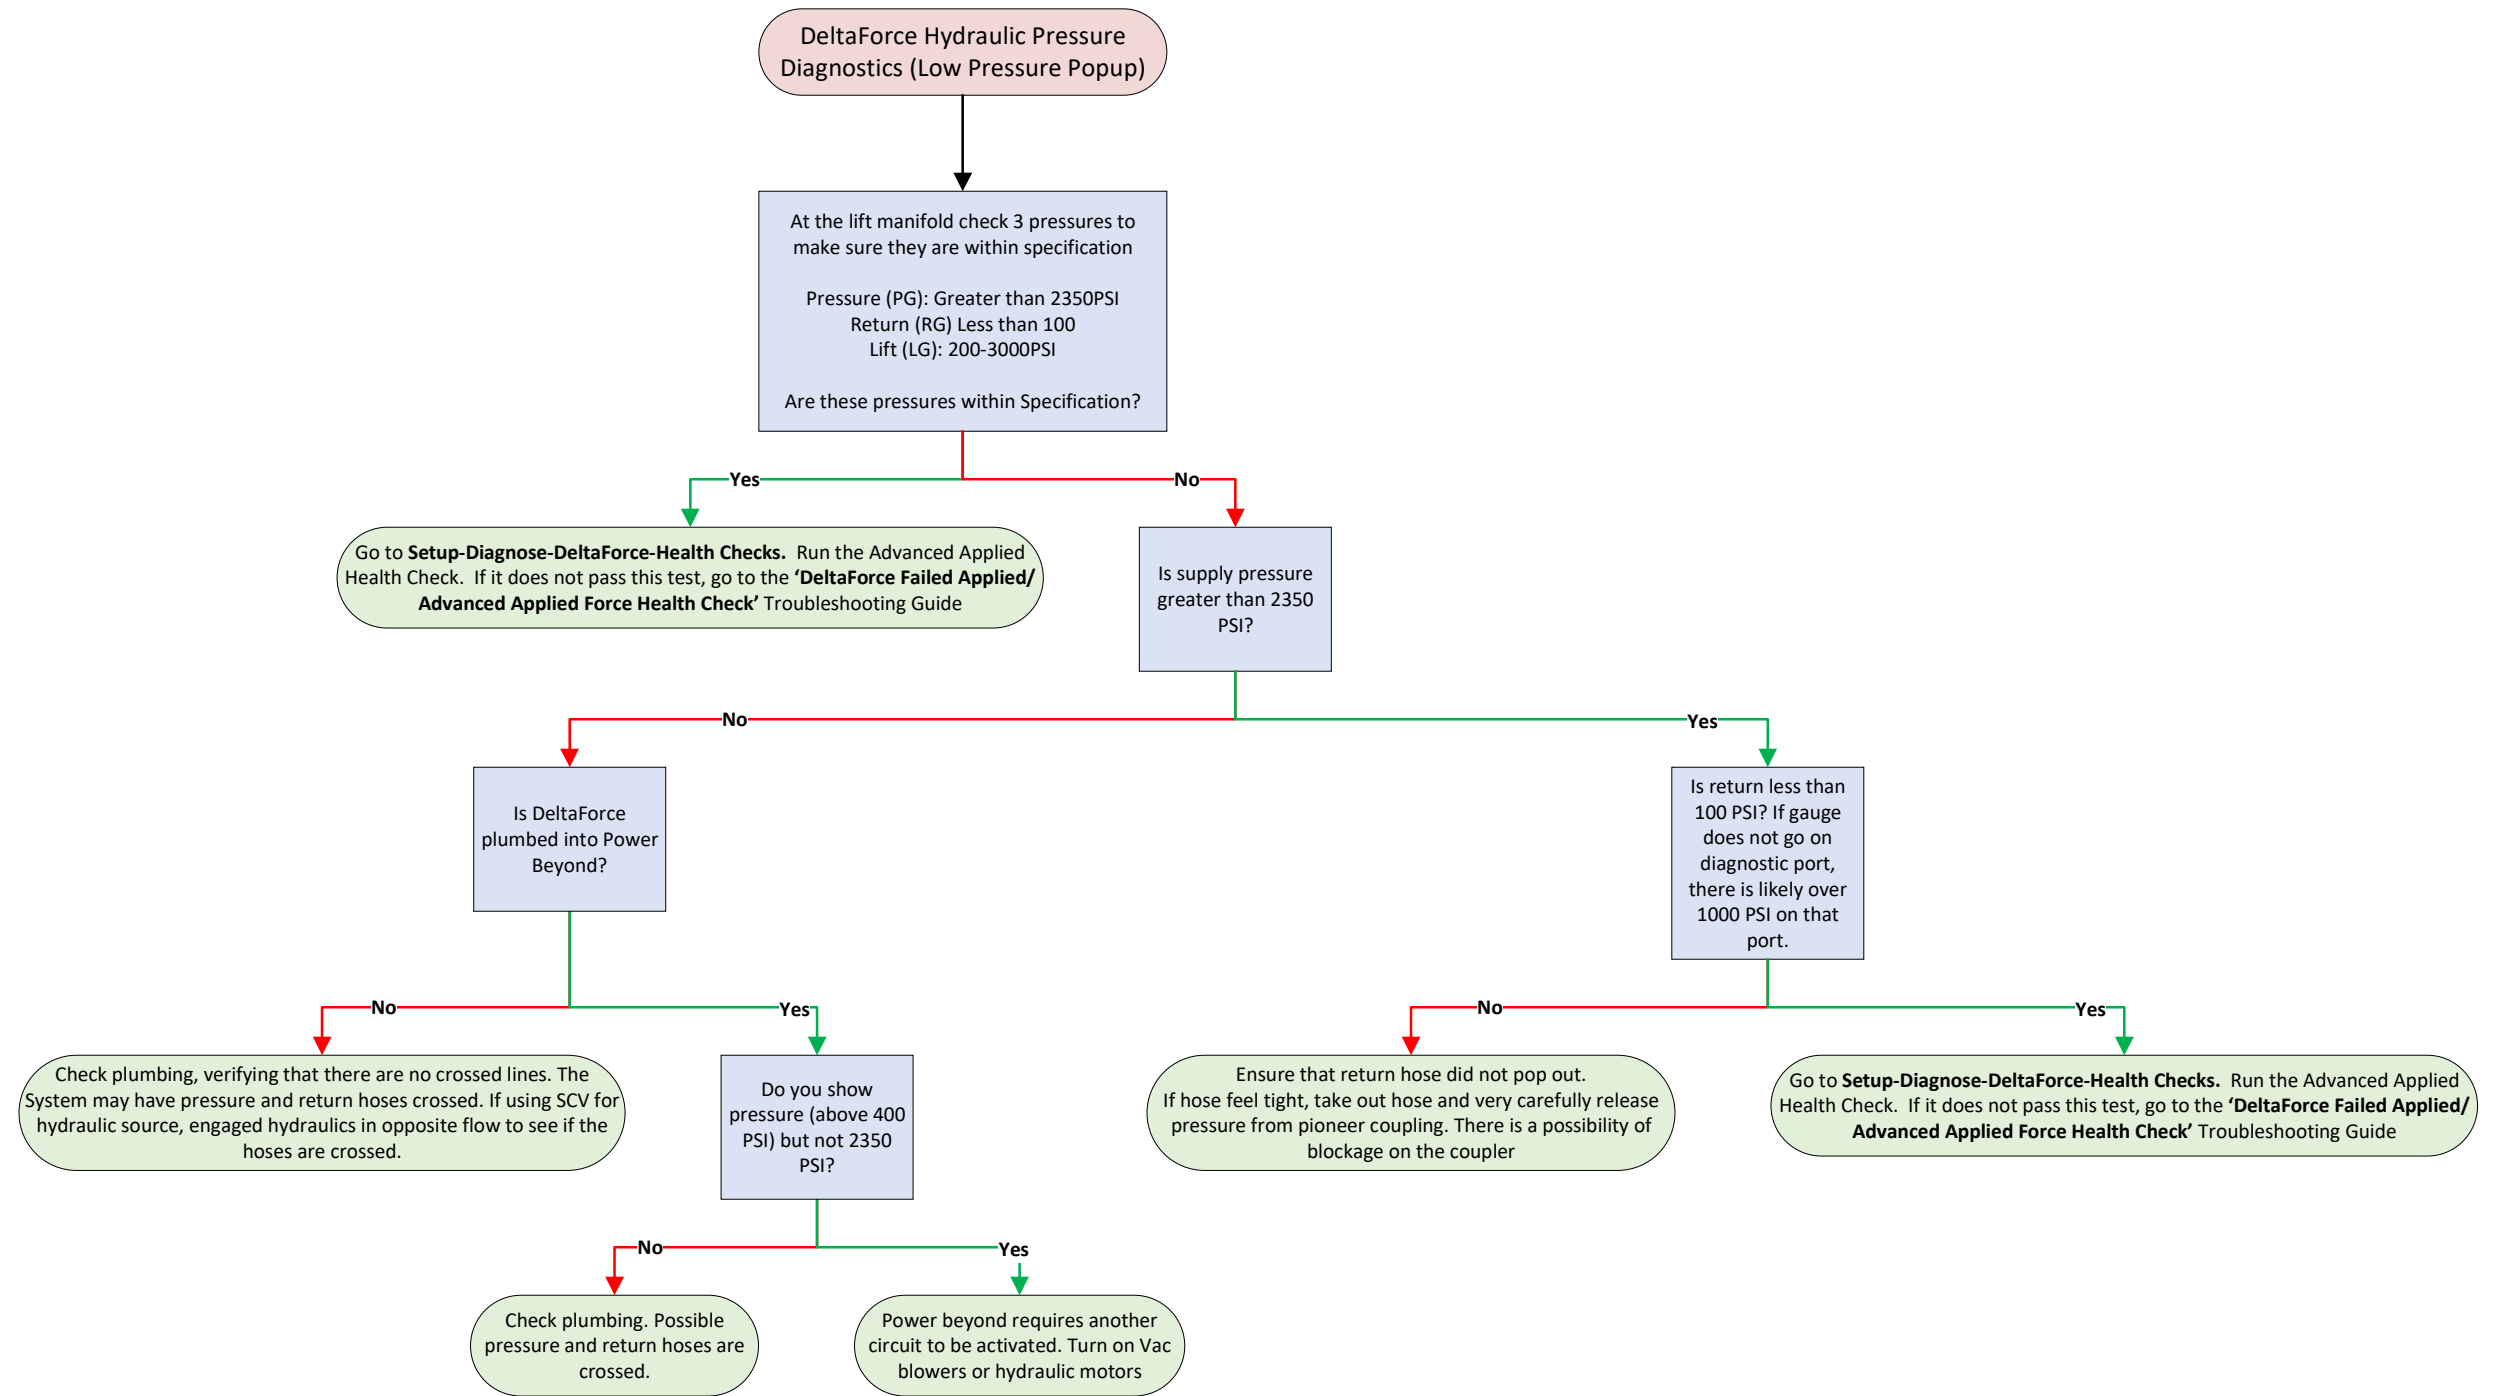 DeltaForce Hydraulic Pressure
Diagnostics (Low Pressure Popup)
At the lift manifold check 3 pressures to
make sure they are within specification
Pressure (PG): Greater than 2350PSI
Return (RG) Less than 100
Lift (LG): 200-3000PSI
Are these pressures within Specification?
Yes
No
Go to Setup-Diagnose-DeltaForce-Health Checks.  Run the Advanced Applied
Health Check.  If it does not pass this test, go to the ‘DeltaForce Failed Applied/
Advanced Applied Force Health Check’ Troubleshooting Guide
Is supply pressure
greater than 2350
PSI?
No
Yes
Is DeltaForce
plumbed into Power
Beyond?
Is return less than
100 PSI? If gauge
does not go on
diagnostic port,
there is likely over
1000 PSI on that
port.
No
Yes
No
Yes
Check plumbing, verifying that there are no crossed lines. The
System may have pressure and return hoses crossed. If using SCV for
hydraulic source, engaged hydraulics in opposite flow to see if the
hoses are crossed.
Do you show
pressure (above 400
PSI) but not 2350
PSI?
Ensure that return hose did not pop out.
If hose feel tight, take out hose and very carefully release
pressure from pioneer coupling. There is a possibility of
blockage on the coupler
Go to Setup-Diagnose-DeltaForce-Health Checks.  Run the Advanced Applied
Health Check.  If it does not pass this test, go to the ‘DeltaForce Failed Applied/
Advanced Applied Force Health Check’ Troubleshooting Guide
No
Yes
Check plumbing. Possible
pressure and return hoses are
crossed.
Power beyond requires another
circuit to be activated. Turn on Vac
blowers or hydraulic motors